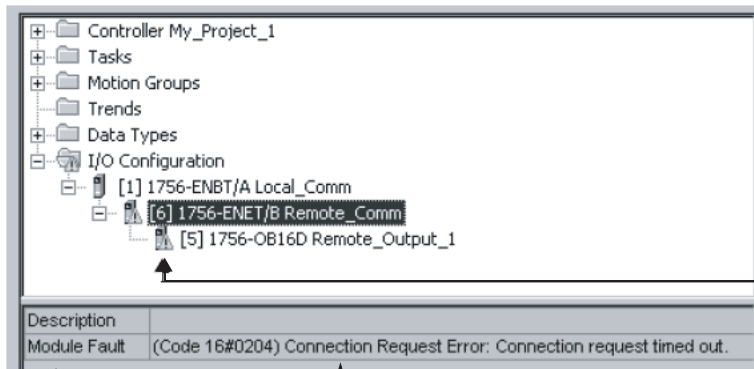 Controller My_Project_1
Tasks
Motion Groups
Trends
Data Types
I/O Configuration
[1] 1756-ENBT/A Local_Comm
[6] 1756-ENET/B Remote_Comm
[5] 1756-OB16D Remote_Output_1
Description
Module Fault (Code 16#0204) Connection Request Error: Connection request timed out.